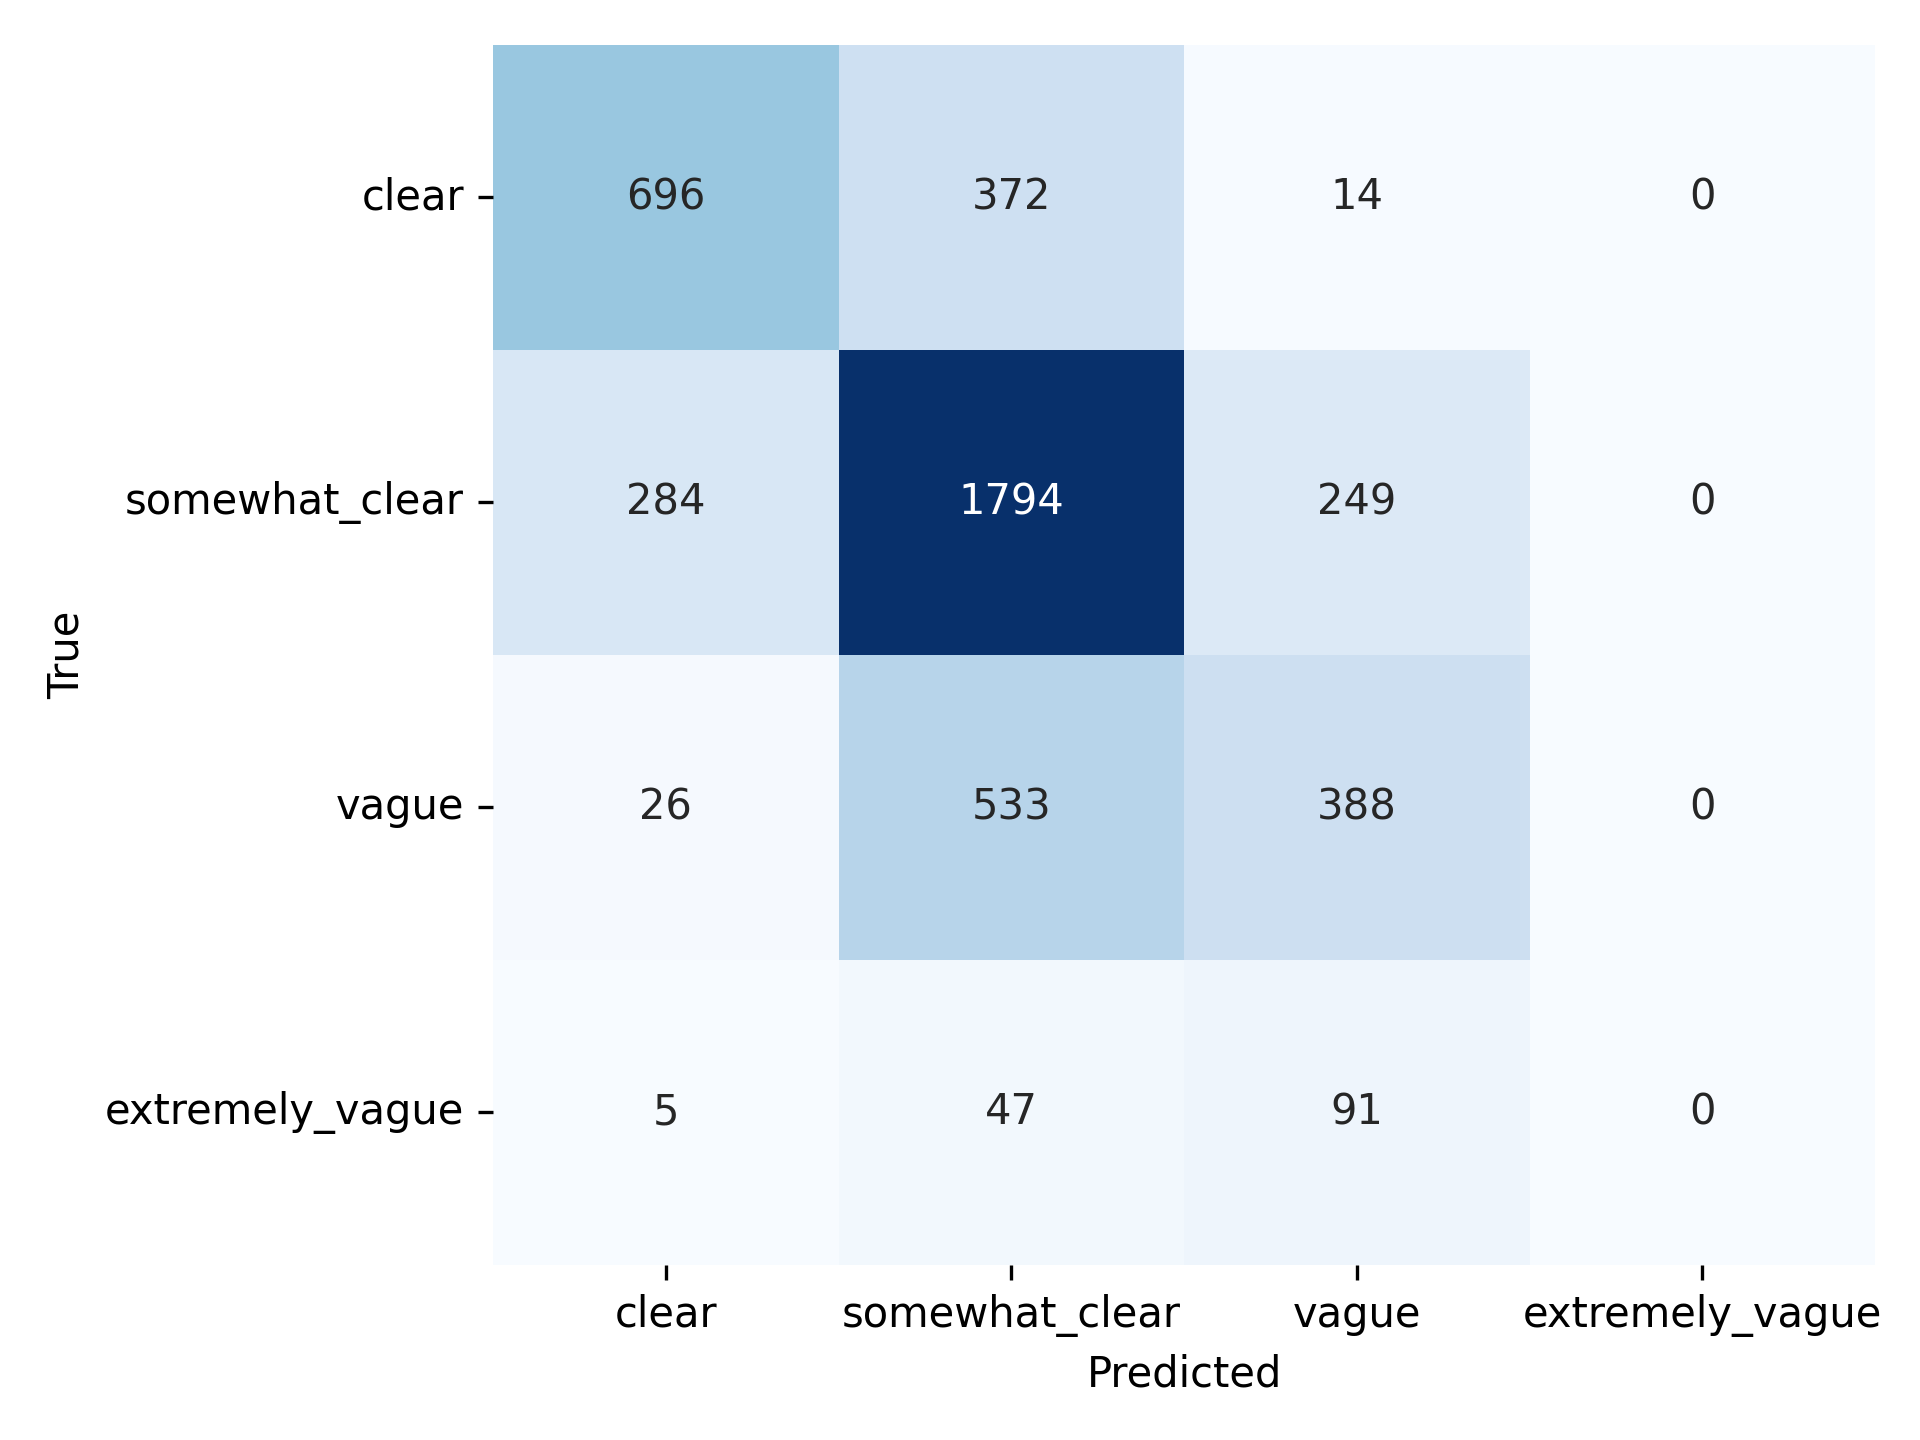 clear 696 372 14 0
somewhat_clear 284 1794 249 0
vague 26 533 388 0
extremely_vague 5 47 91 0
True
clear somewhat_clear vague extremely_vague
Predicted